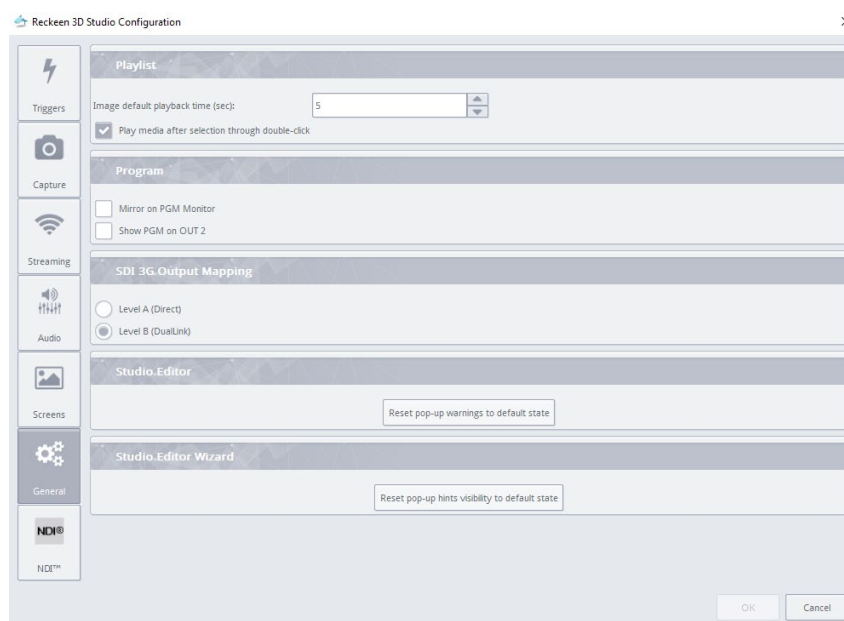 Reckeen 3D Studio Configuration
Triggers
Capture
Streaming
Audio
Screens
General
NDI®
NDI™
Playlist
Image default playback time (sec):
5
Play media after selection through double-click
Program
Mirror on PGM Monitor
Show PGM on OUT 2
SDI 3G Output Mapping
Level A (Direct)
Level B (DualLink)
Studio.Editor
Reset pop-up warnings to default state
Studio.Editor Wizard
Reset pop-up hints visibility to default state
OK
Cancel